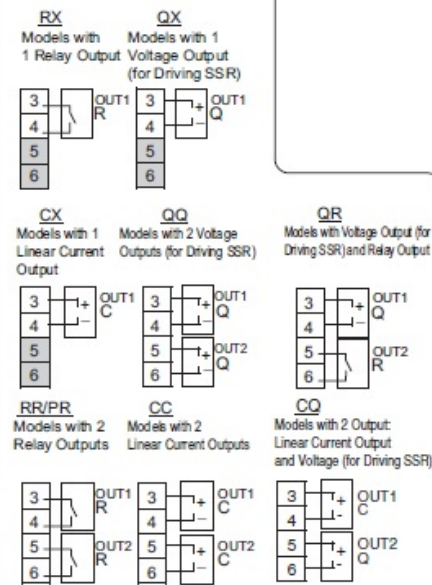 RX
Models with
1 Relay Output
3
4
5
6
OUT1
R
QX
Models with 1
Voltage Output
(for Driving SSR)
3
4
5
6
+
–
OUT1
Q
CX
Models with 1
Linear Current
Output
3
4
5
6
+
–
OUT1
C
QQ
Models with 2 Voltage
Outputs (for Driving SSR)
3
4
5
6
+
–
OUT1
Q
+
–
OUT2
Q
QR
Models with Voltage Output (for
Driving SSR) and Relay Output
3
4
5
6
+
–
OUT1
Q
OUT2
R
RR/PR
Models with 2
Relay Outputs
3
4
5
6
OUT1
R
OUT2
R
CC
Models with 2
Linear Current Outputs
3
4
5
6
+
–
OUT1
C
+
–
OUT2
C
CQ
Models with 2 Output:
Linear Current Output
and Voltage (for Driving SSR)
3
4
5
6
+
-
OUT1
C
+
-
OUT2
Q